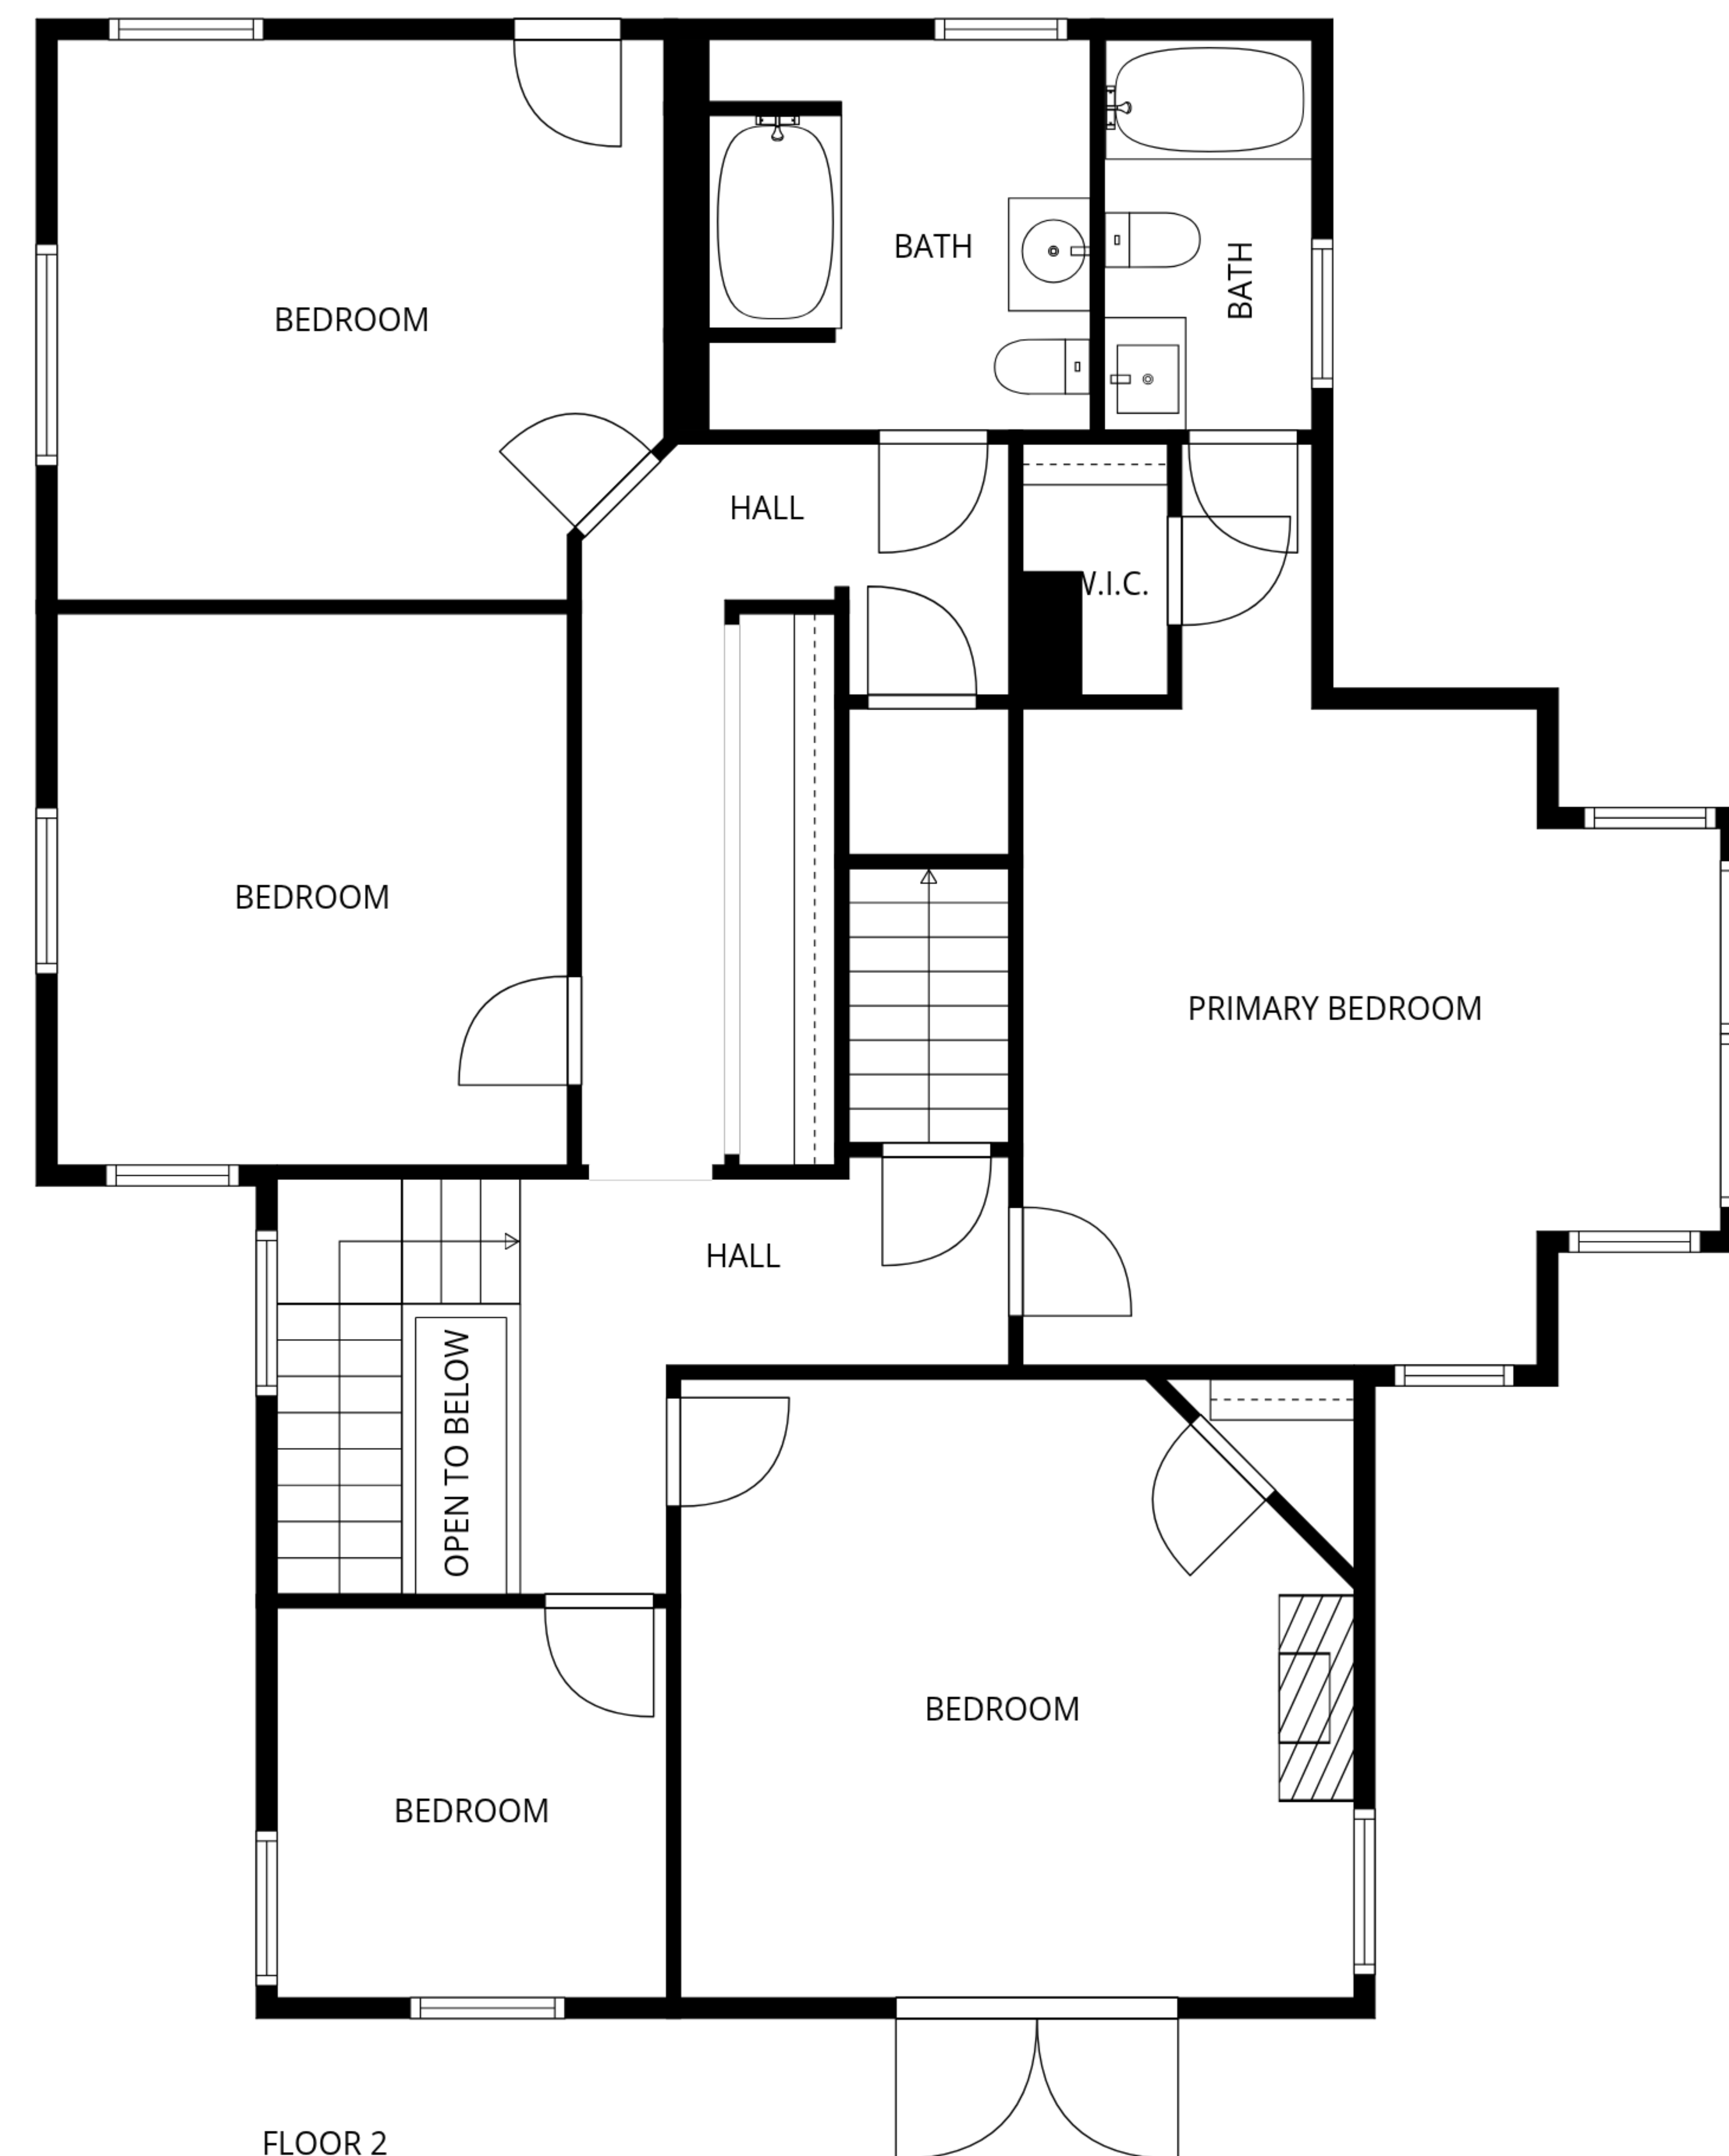 BATH
BATH
BEDROOM
HALL
W.I.C.
BEDROOM
PRIMARY BEDROOM
HALL
OPEN TO BELOW
BEDROOM
BEDROOM
FLOOR 2